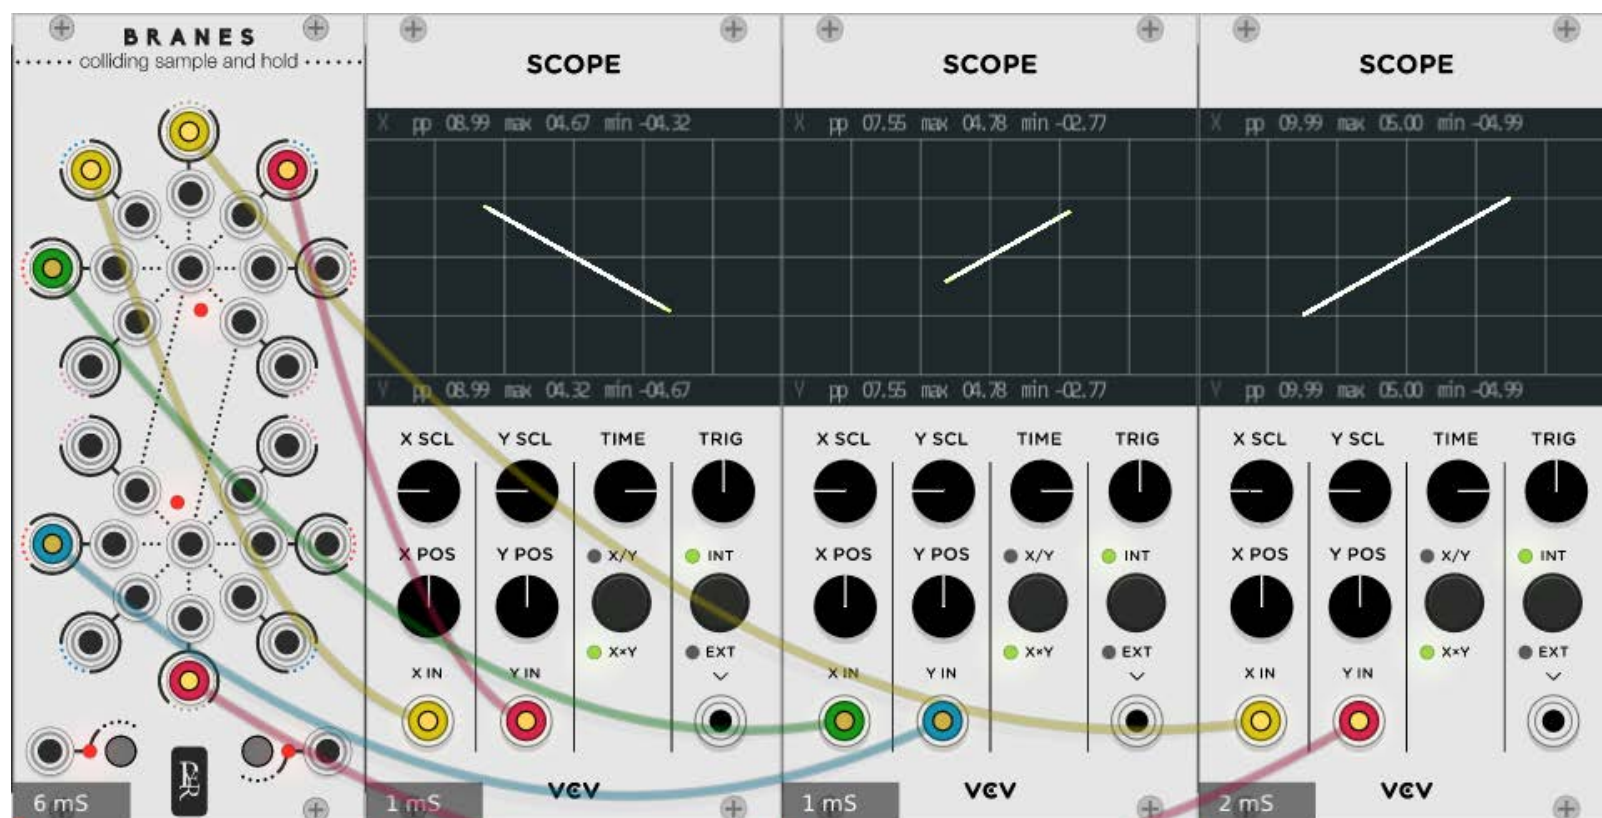 BRANES
colliding sample and hold
6 mS
SCOPE
X pp 08.99 max 04.67 min -04.32
Y pp 08.99 max 04.32 min -04.67
X SCL Y SCL TIME TRIG
X POS Y POS X/Y INT
X×Y EXT
X IN Y IN
VCV
1 mS
SCOPE
X pp 07.55 max 04.78 min -02.77
Y pp 07.55 max 04.78 min -02.77
X SCL Y SCL TIME TRIG
X POS Y POS X/Y INT
X×Y EXT
X IN Y IN
VCV
1 mS
SCOPE
X pp 09.99 max 05.00 min -04.99
Y pp 09.99 max 05.00 min -04.99
X SCL Y SCL TIME TRIG
X POS Y POS X/Y INT
X×Y EXT
X IN Y IN
VCV
2 mS